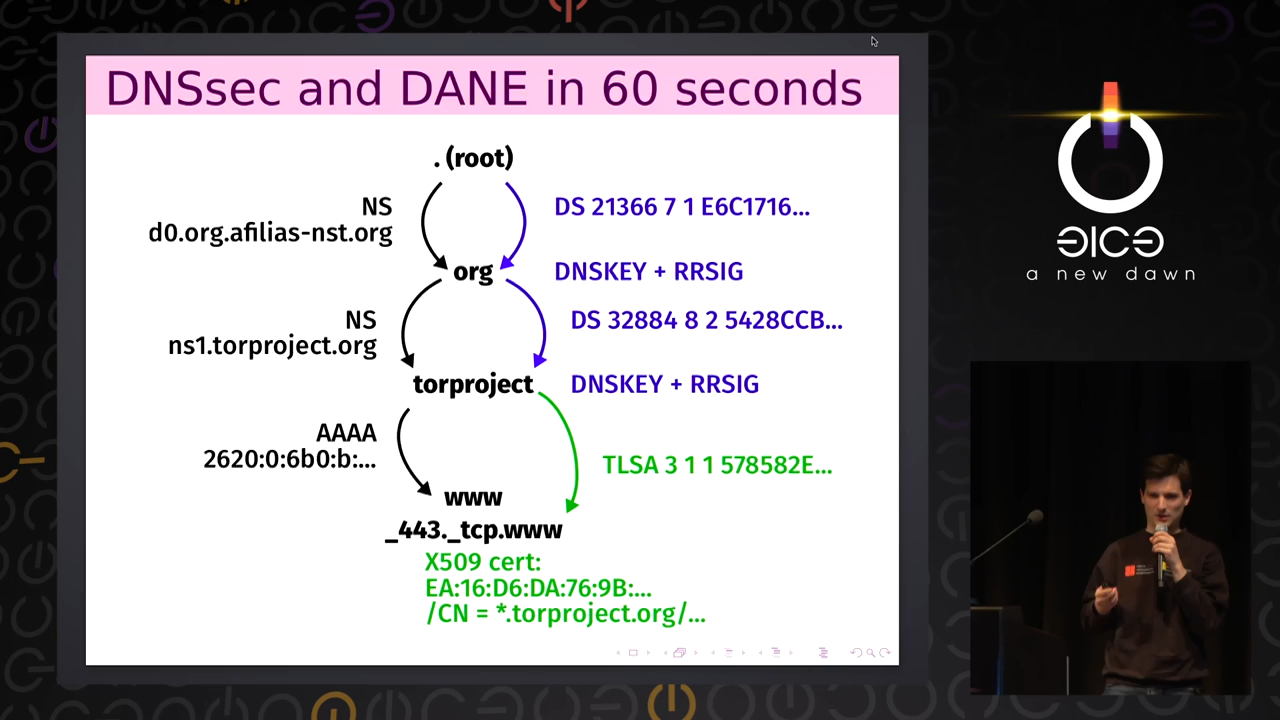 DNSsec and DANE in 60 seconds
. (root)
NS
d0.org.afilias-nst.org
DS 21366 7 1 E6C1716...
org
DNSKEY + RRSIG
NS
ns1.torproject.org
DS 32884 8 2 5428CCB...
torproject
DNSKEY + RRSIG
AAAA
2620:0:6b0:b:...
TLSA 3 1 1 578582E...
www
_443._tcp.www
X509 cert:
EA:16:D6:DA:76:9B:...
/CN = *.torproject.org/...
a new dawn